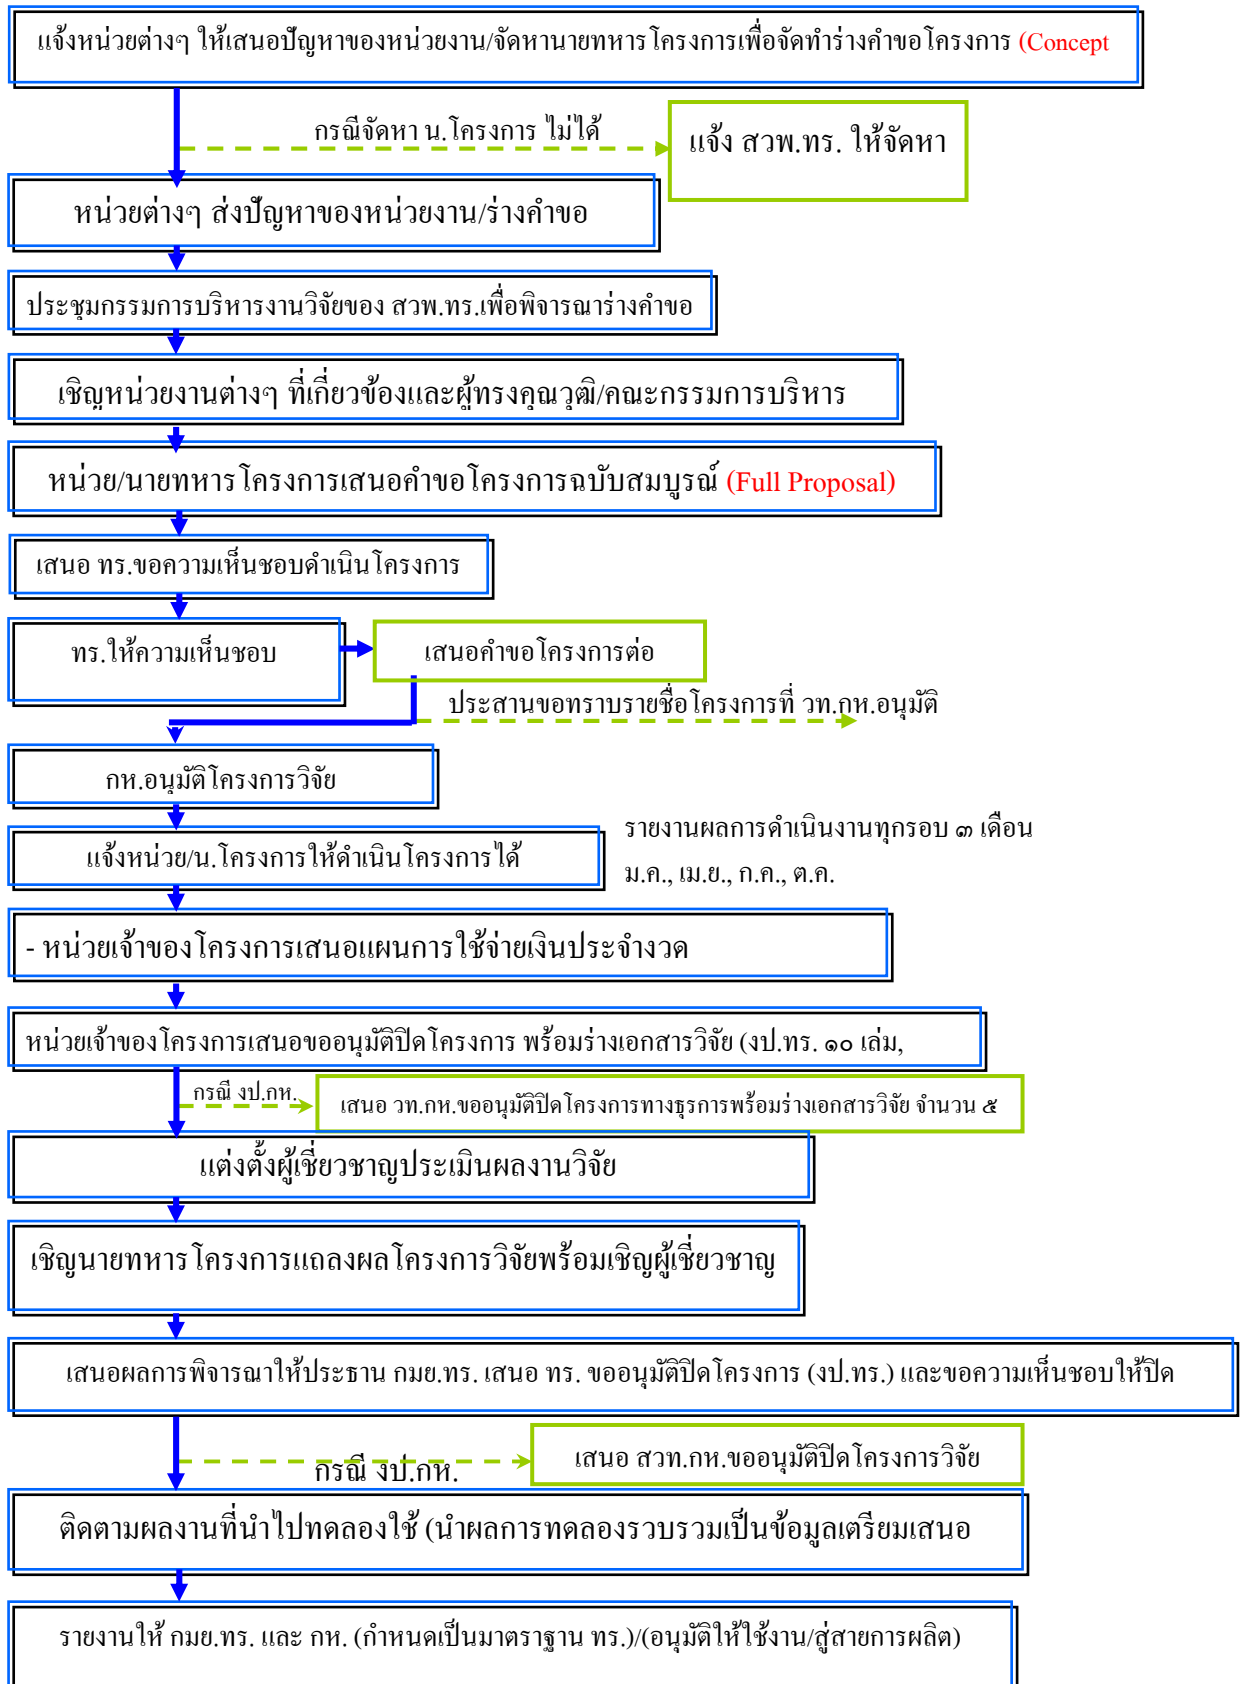 แจ้งหน่วยต่างๆ ให้เสนอปัญหาของหน่วยงาน/จัดหานายทหารโครงการเพื่อจัดทำร่างคำขอโครงการ (Concept
กรณีจัดหา น.โครงการ ไม่ได้
แจ้ง สวพ.ทร. ให้จัดหา
หน่วยต่างๆ ส่งปัญหาของหน่วยงาน/ร่างคำขอ
ประชุมกรรมการบริหารงานวิจัยของ สวพ.ทร.เพื่อพิจารณาร่างคำขอ
เชิญหน่วยงานต่างๆ ที่เกี่ยวข้องและผู้ทรงคุณวุฒิ/คณะกรรมการบริหาร
หน่วย/นายทหารโครงการเสนอคำขอโครงการฉบับสมบูรณ์ (Full Proposal)
เสนอ ทร.ขอความเห็นชอบดำเนินโครงการ
ทร.ให้ความเห็นชอบ
เสนอคำขอโครงการต่อ
ประสานขอทราบรายชื่อโครงการที่ วท.กห.อนุมัติ
กห.อนุมัติโครงการวิจัย
แจ้งหน่วย/น.โครงการให้ดำเนินโครงการได้
รายงานผลการดำเนินงานทุกรอบ ๓ เดือน
ม.ค., เม.ย., ก.ค., ต.ค.
- หน่วยเจ้าของโครงการเสนอแผนการใช้จ่ายเงินประจำงวด
หน่วยเจ้าของโครงการเสนอขออนุมัติปิดโครงการ พร้อมร่างเอกสารวิจัย (งป.ทร. ๑๐ เล่ม,
กรณี งป.กห.
เสนอ วท.กห.ขออนุมัติปิดโครงการทางธุรการพร้อมร่างเอกสารวิจัย จำนวน ๕
แต่งตั้งผู้เชี่ยวชาญประเมินผลงานวิจัย
เชิญนายทหารโครงการแถลงผลโครงการวิจัยพร้อมเชิญผู้เชี่ยวชาญ
เสนอผลการพิจารณาให้ประธาน กมย.ทร. เสนอ ทร. ขออนุมัติปิดโครงการ (งป.ทร.) และขอความเห็นชอบให้ปิด
กรณี งป.กห.
เสนอ สวท.กห.ขออนุมัติปิดโครงการวิจัย
ติดตามผลงานที่นำไปทดลองใช้ (นำผลการทดลองรวบรวมเป็นข้อมูลเตรียมเสนอ
รายงานให้ กมย.ทร. และ กห. (กำหนดเป็นมาตราฐาน ทร.)/(อนุมัติให้ใช้งาน/สู่สายการผลิต)